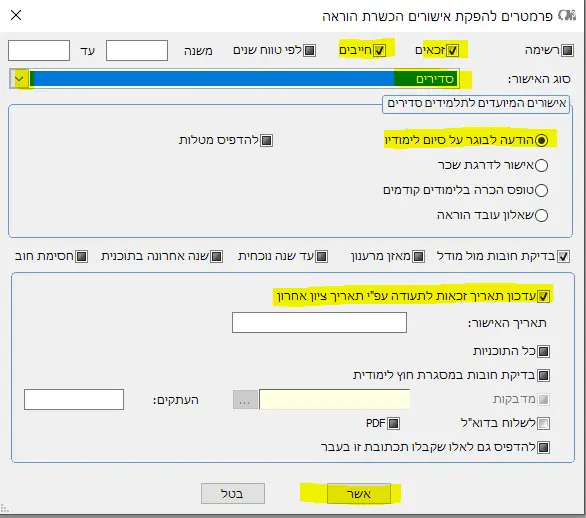 פרמטרים להפקת אישורים הכשרת הוראה
רשימה זכאים חייבים לפי טווח שנים משנה עד
סוג האישור: סדירים
אישורים המיועדים לתלמידים סדירים
הודעה לבוגר על סיום לימודיו להדפיס מטלות
אישור לדרגת שכר
טופס הכרה בלימודים קודמים
שאלון עובד הוראה
בדיקת חובות מול מודל מאזן מרענון עד שנה נוכחית שנה אחרונה בתוכנית חסימת חוב
עדכון תאריך זכאות לתעודה עפ"י תאריך ציון אחרון
תאריך האישור:
כל התוכניות
בדיקת חובות במסגרת חוץ לימודית
מדבקות ... העתקים:
לשלוח בדוא"ל PDF
להדפיס גם לאלו שקבלו תכתובת זו בעבר
אשר בטל